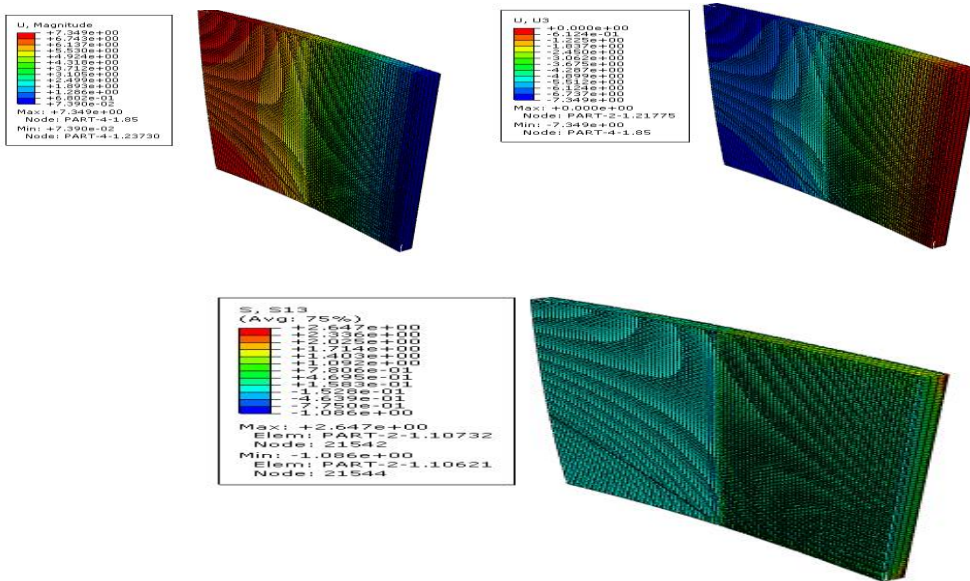 U, Magnitude
+7.349e+00
+6.743e+00
+6.137e+00
+5.530e+00
+4.924e+00
+4.318e+00
+3.712e+00
+3.105e+00
+2.499e+00
+1.893e+00
+1.286e+00
+6.802e-01
+7.390e-02
Max: +7.349e+00
Node: PART-4-1.85
Min: +7.390e-02
Node: PART-4-1.23730
U, U3
+0.000e+00
-6.124e-01
-1.225e+00
-1.837e+00
-2.450e+00
-3.062e+00
-3.675e+00
-4.287e+00
-4.899e+00
-5.512e+00
-6.124e+00
-6.737e+00
-7.349e+00
Max: +0.000e+00
Node: PART-2-1.21775
Min: -7.349e+00
Node: PART-4-1.85
S, S13
(Avg: 75%)
+2.647e+00
+2.336e+00
+2.025e+00
+1.714e+00
+1.403e+00
+1.092e+00
+7.806e-01
+4.695e-01
+1.583e-01
-1.528e-01
-4.639e-01
-7.750e-01
-1.086e+00
Max: +2.647e+00
Elem: PART-2-1.10732
Node: 21542
Min: -1.086e+00
Elem: PART-2-1.10621
Node: 21544